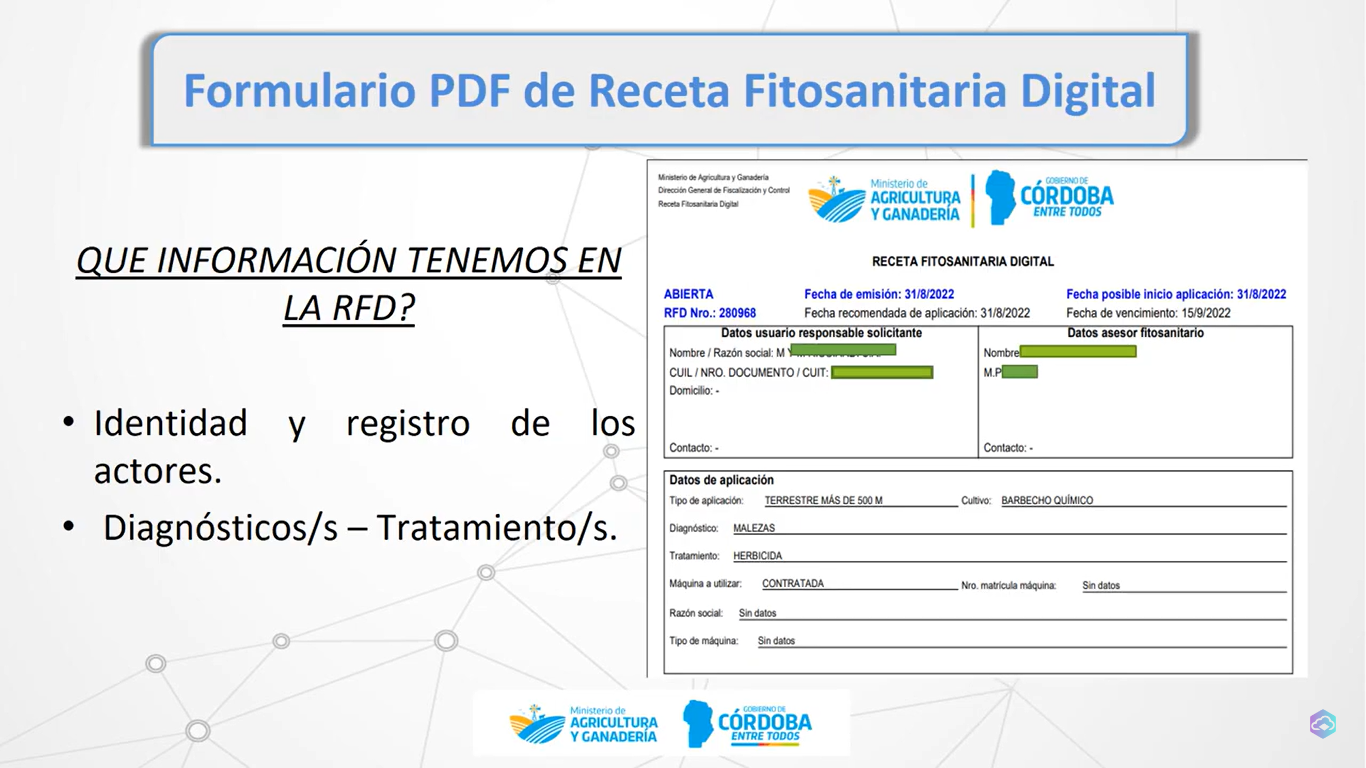 Formulario PDF de Receta Fitosanitaria Digital
QUE INFORMACIÓN TENEMOS EN
LA RFD?
• Identidad y registro de los
actores.
• Diagnósticos/s – Tratamiento/s.
Ministerio de Agricultura y Ganadería
Dirección General de Fiscalización y Control
Receta Fitosanitaria Digital
Ministerio de
AGRICULTURA
Y GANADERÍA
GOBIERNO DE
CÓRDOBA
ENTRE TODOS
RECETA FITOSANITARIA DIGITAL
ABIERTA Fecha de emisión: 31/8/2022 Fecha posible inicio aplicación: 31/8/2022
RFD Nro.: 280968 Fecha recomendada de aplicación: 31/8/2022 Fecha de vencimiento: 15/9/2022
Datos usuario responsable solicitante
Nombre / Razón social: M Y
CUIL / NRO. DOCUMENTO / CUIT:
Domicilio: -
Contacto: -
Datos asesor fitosanitario
Nombre
M.P
Contacto: -
Datos de aplicación
Tipo de aplicación: TERRESTRE MÁS DE 500 M Cultivo: BARBECHO QUÍMICO
Diagnóstico: MALEZAS
Tratamiento: HERBICIDA
Máquina a utilizar: CONTRATADA Nro. matrícula máquina: Sin datos
Razón social: Sin datos
Tipo de máquina: Sin datos
Ministerio de
AGRICULTURA
Y GANADERÍA
GOBIERNO DE
CÓRDOBA
ENTRE TODOS